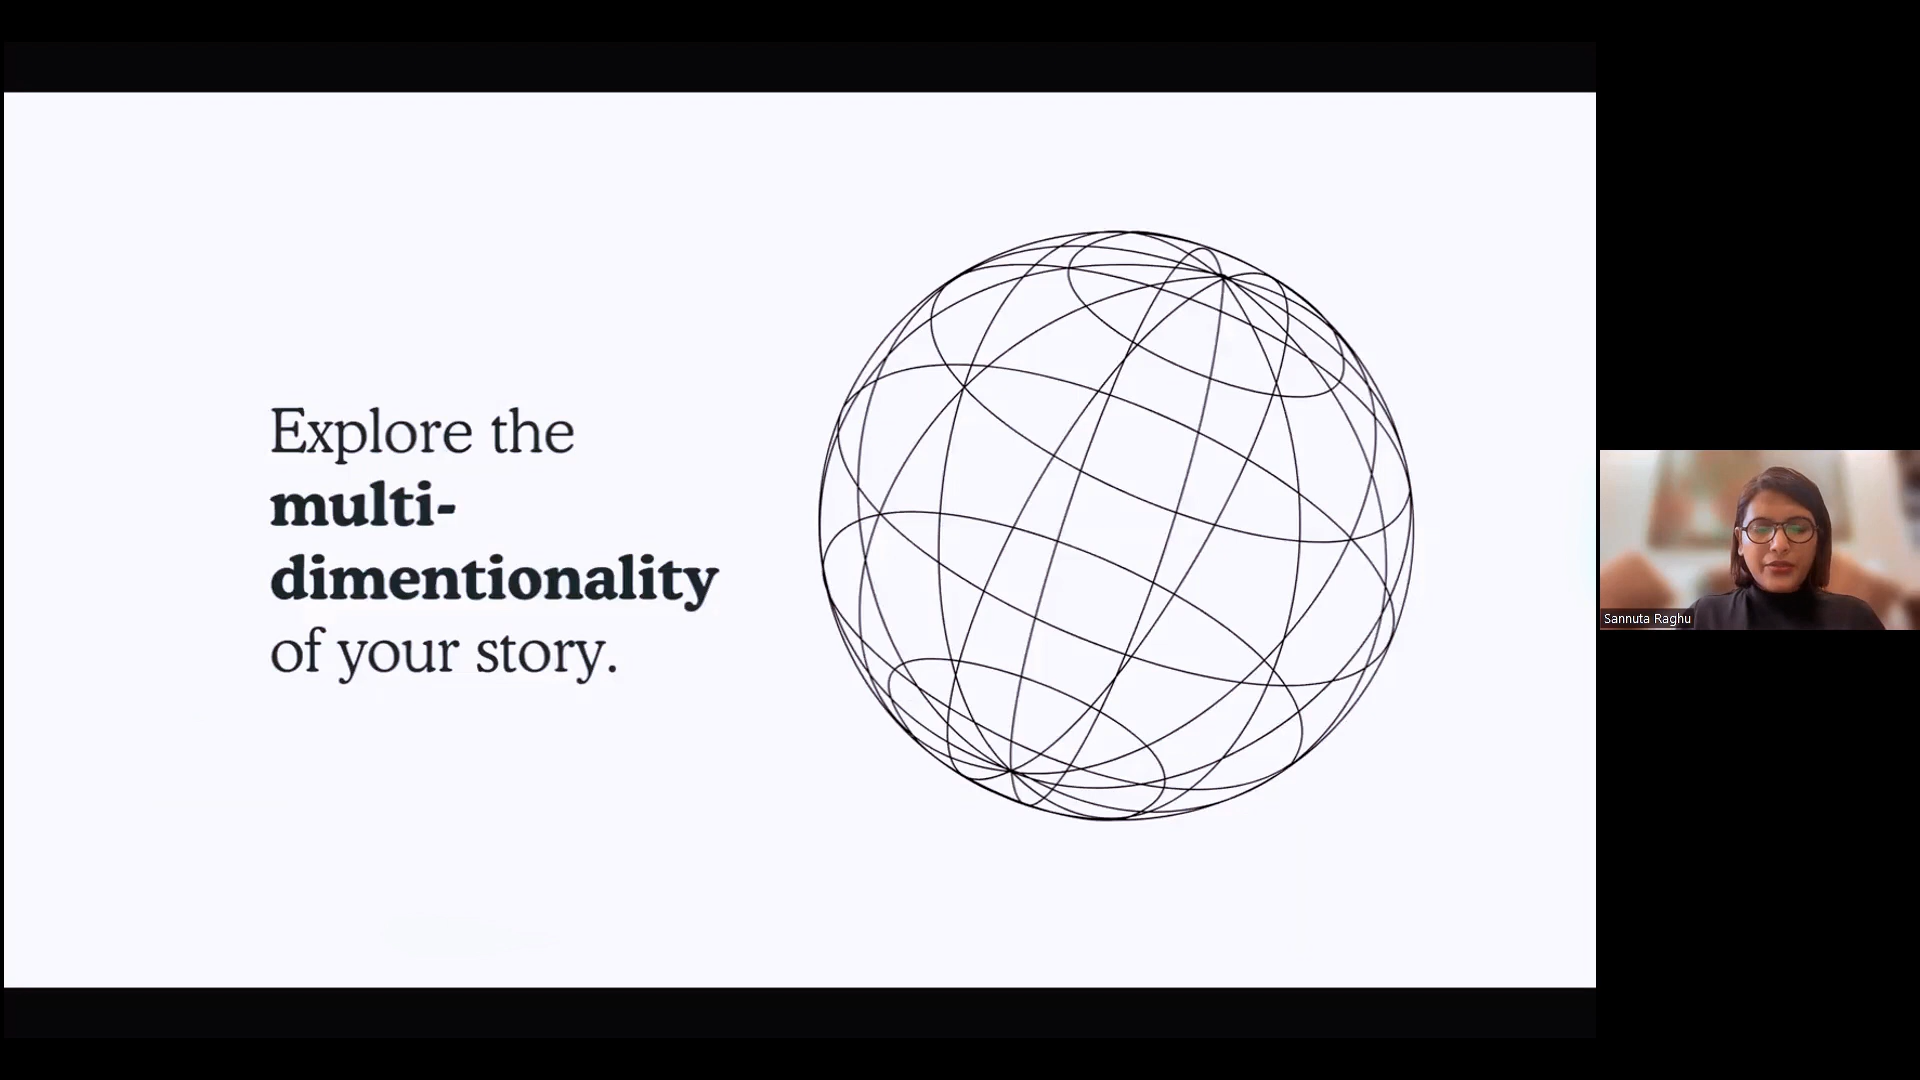 Explore the
multi-
dimentionality
of your story.
Sannuta Raghu